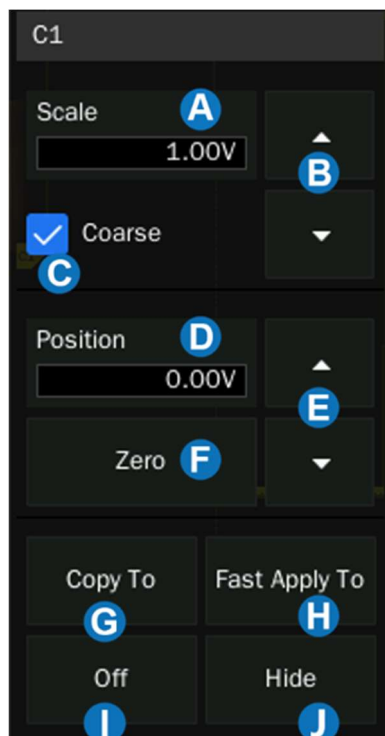 C1
Scale A
1.00V
B
Coarse
C
Position D
0.00V
E
Zero F
Copy To Fast Apply To
G H
Off Hide
I J